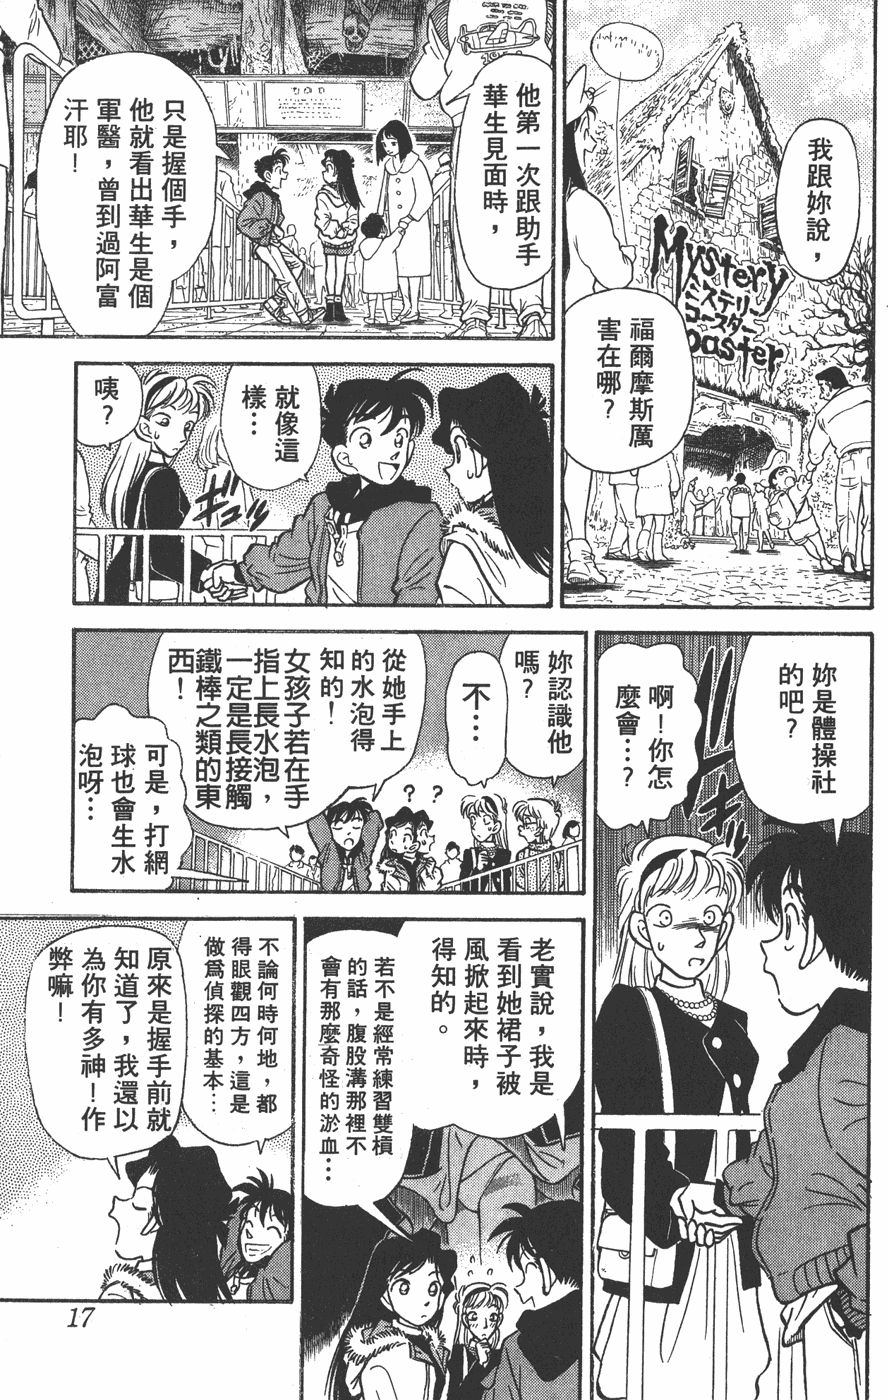 我跟妳說，
福爾摩斯厲
害在哪？
Mystery
ミステリー
コースター
Coaster
他第一次跟助手
華生見面時，
只是握個手，
他就看出華生是個
軍醫，曾到過阿富
汗耶！
就像這
樣…
咦？
ギュッ
妳是體操社
的吧？
啊！你怎
麼會…？
妳認識他
嗎？
不…
從她手上
的水泡得
知的！
女孩子若在手
指上長水泡，
一定是長接觸
鐵棒之類的東
西！
可是，打網
球也會生水
泡呀…
？
？
老實說，我是
看到她裙子被
風掀起來時，
得知的。
若不是經常練習雙槓
的話，腹股溝那裡不
會有那麼奇怪的淤血…
不論何時何地，都
得眼觀四方，這是
做為偵探的基本…
原來是握手前就
知道了，我還以
為你有多神！作
弊嘛！
17